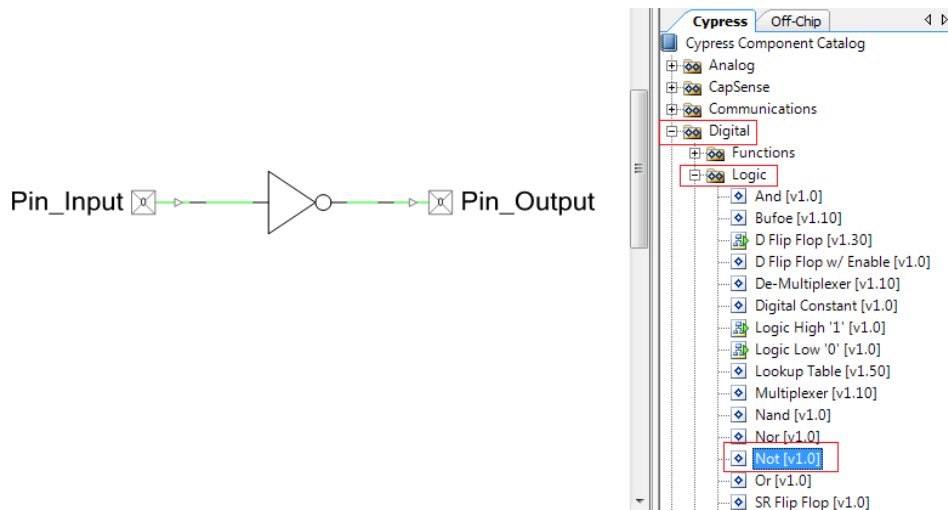 Cypress Off-Chip
Cypress Component Catalog
Analog
CapSense
Communications
Digital
Functions
Logic
And [v1.0]
Bufoe [v1.10]
D Flip Flop [v1.30]
D Flip Flop w/ Enable [v1.0]
De-Multiplexer [v1.10]
Digital Constant [v1.0]
Logic High '1' [v1.0]
Logic Low '0' [v1.0]
Lookup Table [v1.50]
Multiplexer [v1.10]
Nand [v1.0]
Nor [v1.0]
Not [v1.0]
Or [v1.0]
SR Flip Flop [v1.0]
Pin_Input 0 0 Pin_Output